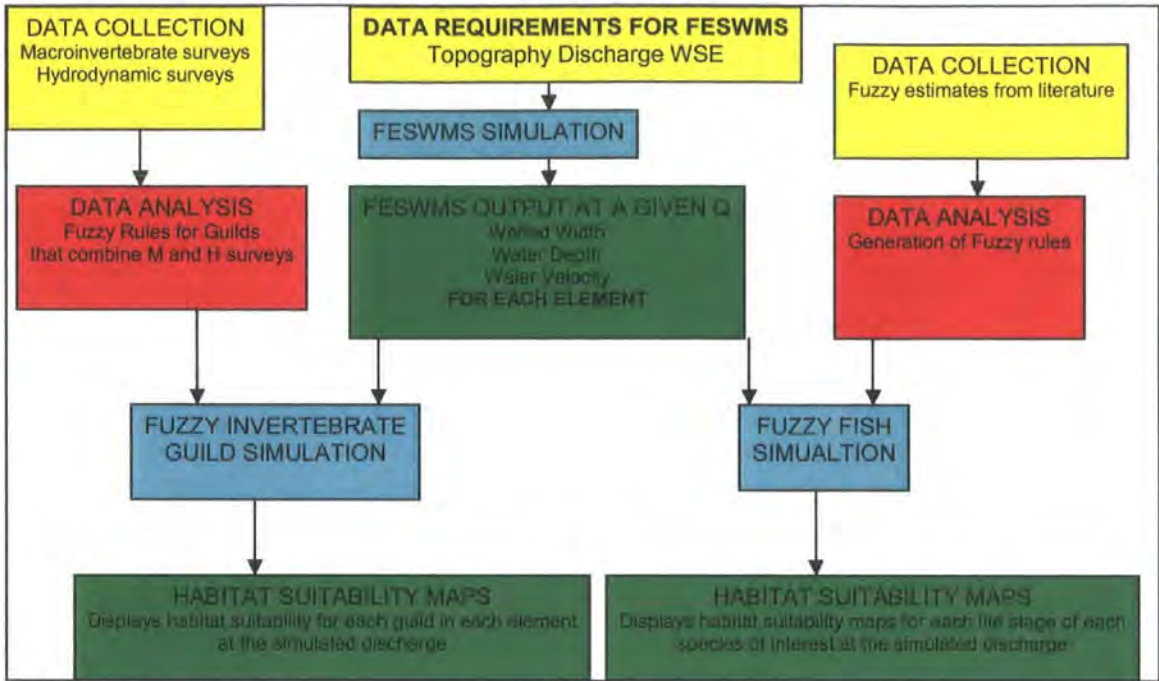 DATA COLLECTION
Macroinvertebrate surveys
Hydrodynamic surveys
DATA REQUIREMENTS FOR FESWMS
Topography Discharge WSE
DATA COLLECTION
Fuzzy estimates from literature
FESWMS SIMULATION
DATA ANALYSIS
Fuzzy Rules for Guilds
that combine M and H surveys
FESWMS OUTPUT AT A GIVEN Q
Wetted Width
Water Depth
Water Velocity
FOR EACH ELEMENT
DATA ANALYSIS
Generation of Fuzzy rules
FUZZY INVERTEBRATE
GUILD SIMULATION
FUZZY FISH
SIMUALTION
HABITAT SUITABILITY MAPS
Displays habitat suitability for each guild in each element
at the simulated discharge
HABITAT SUITABILITY MAPS
Displays habitat suitability maps for each life stage of each
species of interest at the simulated discharge